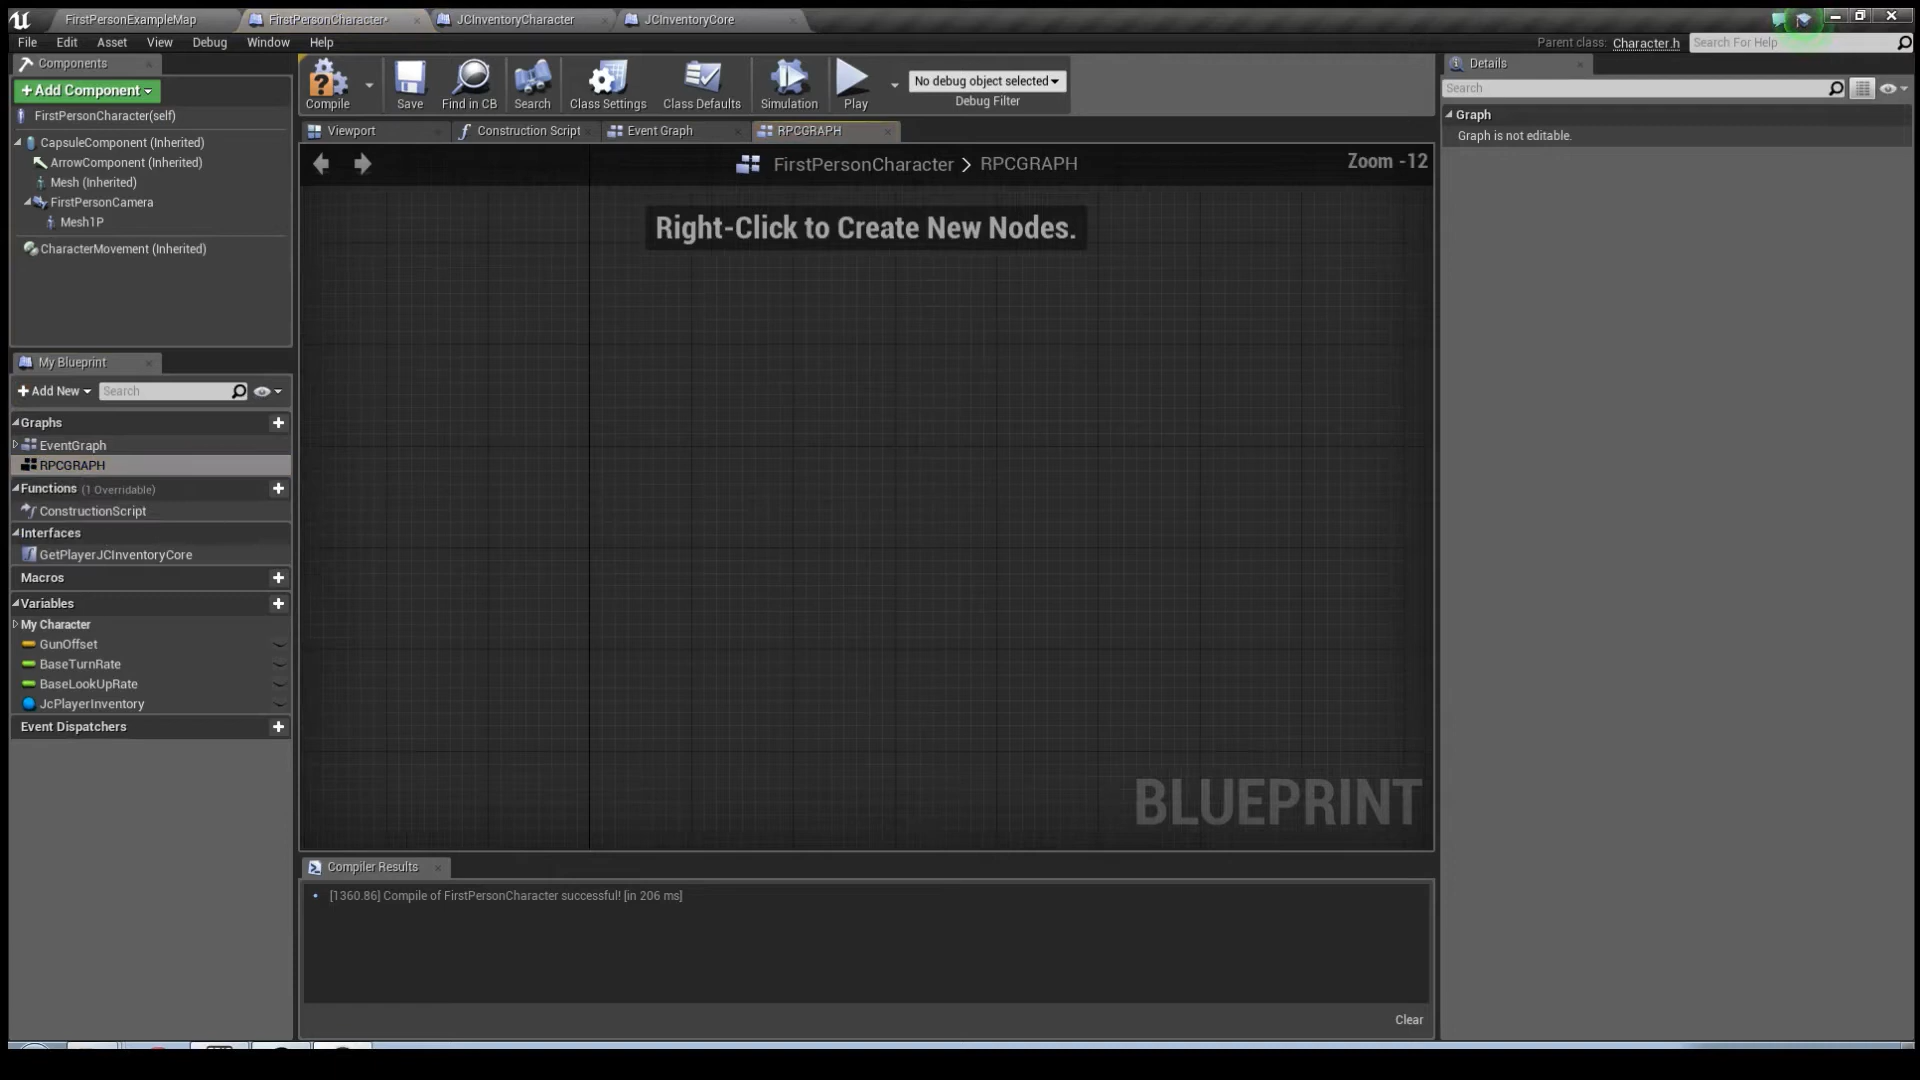 FirstPersonExampleMap
FirstPersonCharacter*
JCInventoryCharacter
JCInventoryCore
File Edit Asset View Debug Window Help
Parent class: Character.h
Search For Help
Components
+Add Component
FirstPersonCharacter(self)
CapsuleComponent (Inherited)
ArrowComponent (Inherited)
Mesh (Inherited)
FirstPersonCamera
Mesh1P
CharacterMovement (Inherited)
Compile
Save
Find in CB
Search
Class Settings
Class Defaults
Simulation
Play
No debug object selected
Debug Filter
Viewport
Construction Script
Event Graph
RPCGRAPH
FirstPersonCharacter > RPCGRAPH
Zoom -12
Right-Click to Create New Nodes.
BLUEPRINT
Details
Search
Graph
Graph is not editable.
My Blueprint
+Add New
Search
Graphs
EventGraph
RPCGRAPH
Functions (1 Overridable)
ConstructionScript
Interfaces
GetPlayerJCInventoryCore
Macros
Variables
My Character
GunOffset
BaseTurnRate
BaseLookUpRate
JcPlayerInventory
Event Dispatchers
Compiler Results
[1360.86] Compile of FirstPersonCharacter successful! [in 206 ms]
Clear